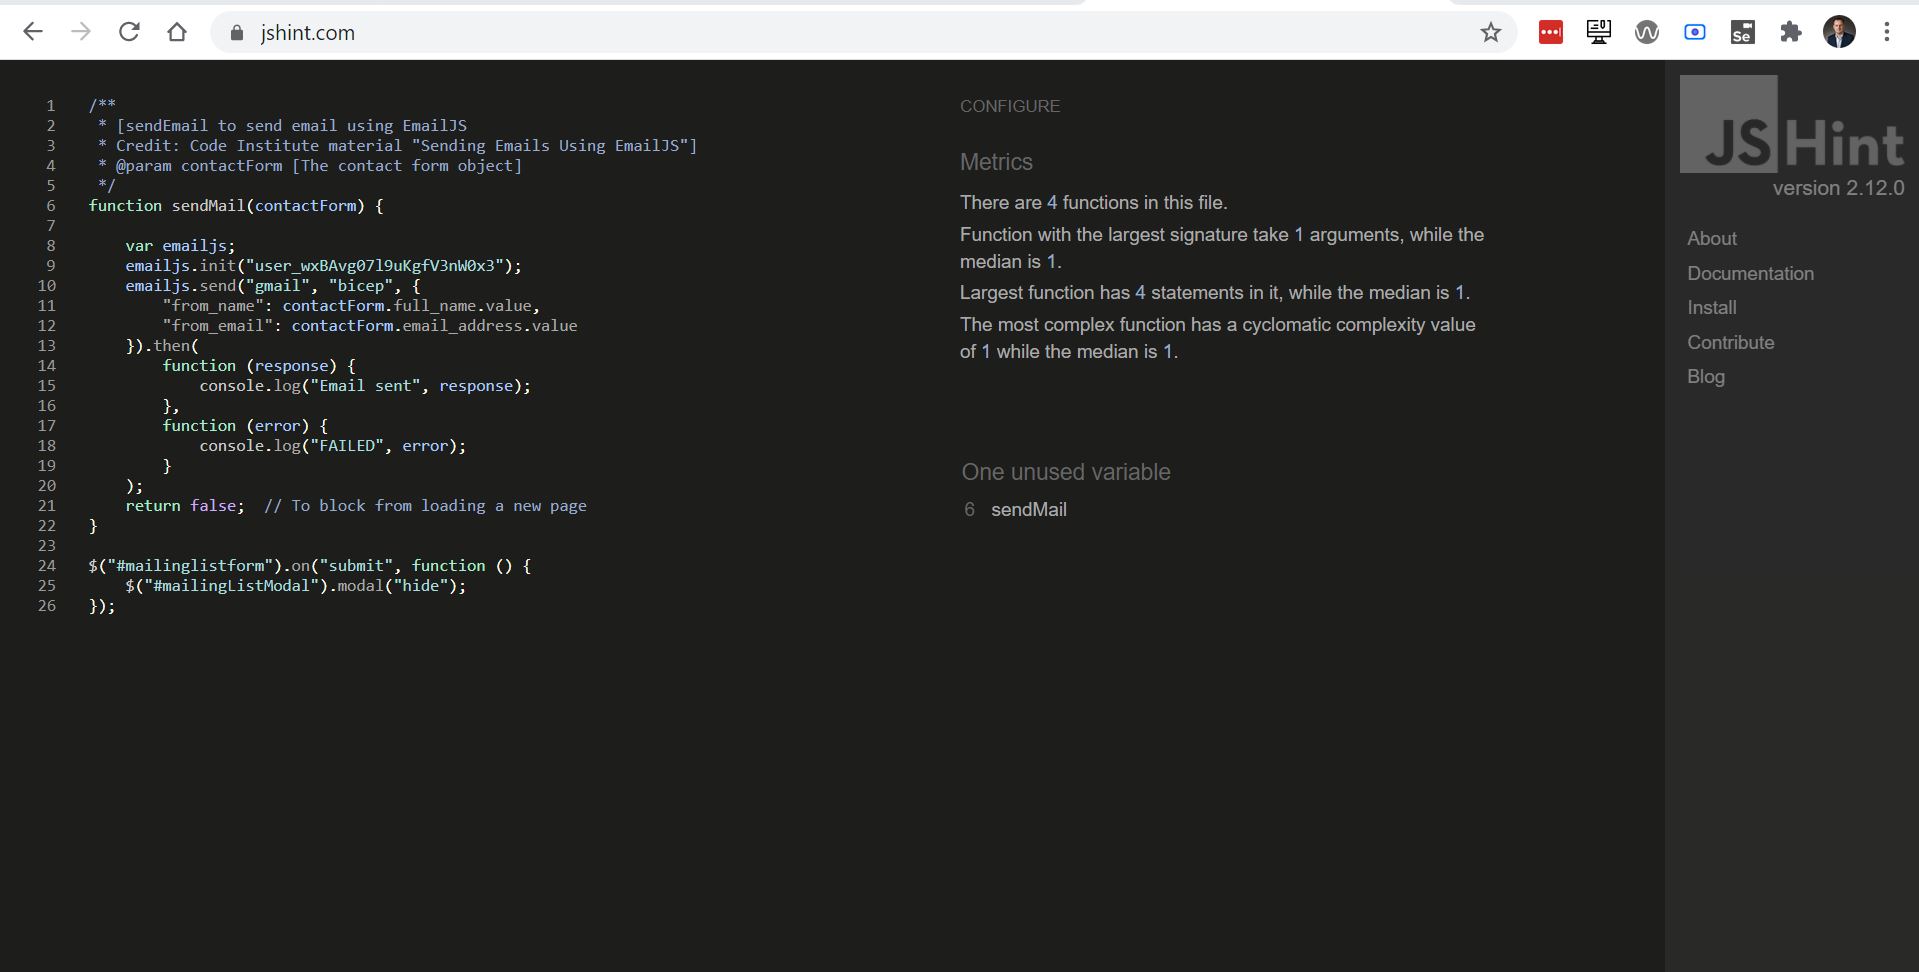 jshint.com
1 /**
2  * [sendEmail to send email using EmailJS
3  * Credit: Code Institute material "Sending Emails Using EmailJS"]
4  * @param contactForm [The contact form object]
5  */
6 function sendMail(contactForm) {
7
8     var emailjs;
9     emailjs.init("user_wxBAvg07l9uKgfV3nW0x3");
10     emailjs.send("gmail", "bicep", {
11         "from_name": contactForm.full_name.value,
12         "from_email": contactForm.email_address.value
13     }).then(
14         function (response) {
15             console.log("Email sent", response);
16         },
17         function (error) {
18             console.log("FAILED", error);
19         }
20     );
21     return false;  // To block from loading a new page
22 }
23
24 $("#mailinglistform").on("submit", function () {
25     $("#mailingListModal").modal("hide");
26 });
CONFIGURE
Metrics
There are 4 functions in this file.
Function with the largest signature take 1 arguments, while the
median is 1.
Largest function has 4 statements in it, while the median is 1.
The most complex function has a cyclomatic complexity value
of 1 while the median is 1.
One unused variable
6 sendMail
JSHint
version 2.12.0
About
Documentation
Install
Contribute
Blog
Se